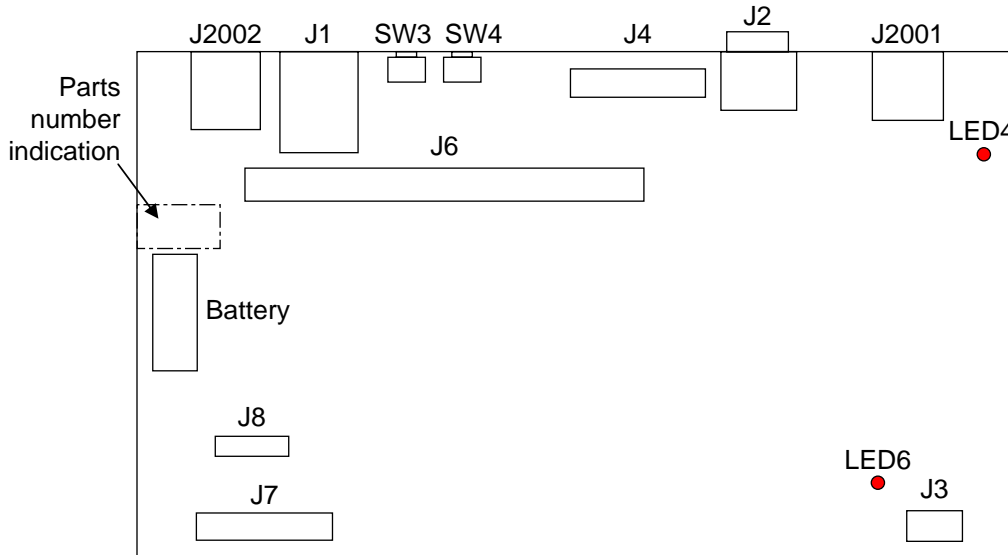 J2002
J1
SW3
SW4
J4
J2
J2001
Parts
number
indication
LED4
J6
Battery
J8
LED6
J7
J3